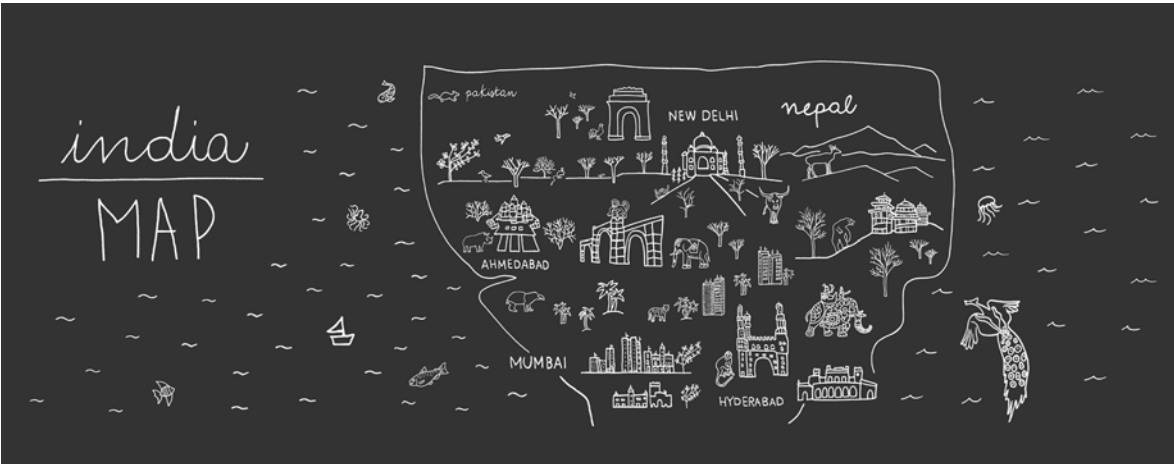 india
MAP
pakistan
NEW DELHI
nepal
AHMEDABAD
MUMBAI
HYDERABAD